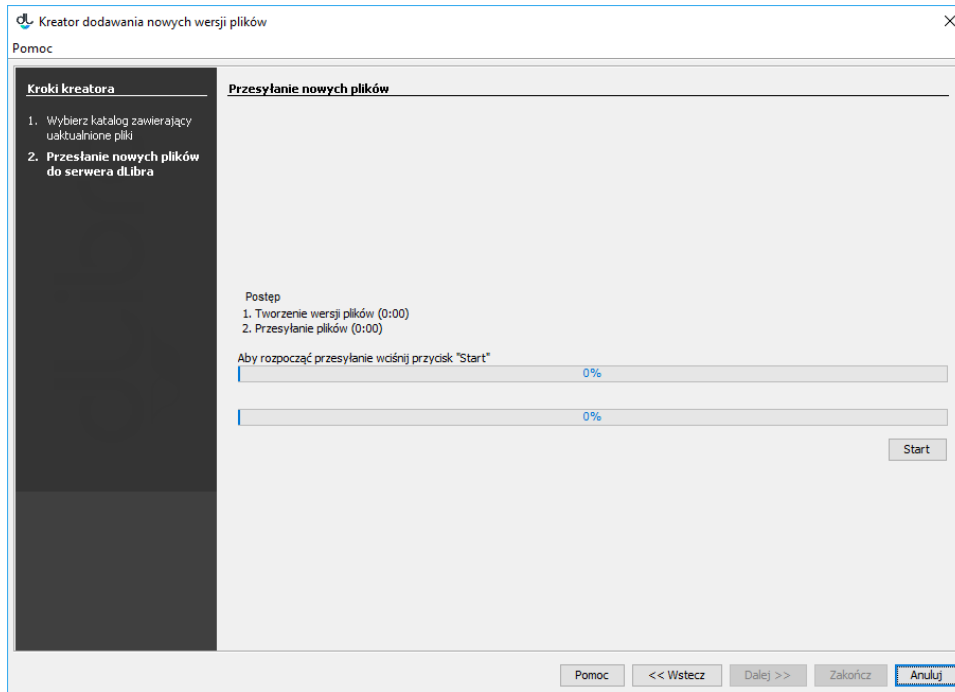 dL Kreator dodawania nowych wersji plików
Pomoc
Kroki kreatora
1. Wybierz katalog zawierający
uaktualnione pliki
2. Przesłanie nowych plików
do serwera dLibra
Przesyłanie nowych plików
Postęp
1. Tworzenie wersji plików (0:00)
2. Przesyłanie plików (0:00)
Aby rozpocząć przesyłanie wciśnij przycisk "Start"
0%
0%
Start
Pomoc
<< Wstecz
Dalej >>
Zakończ
Anuluj